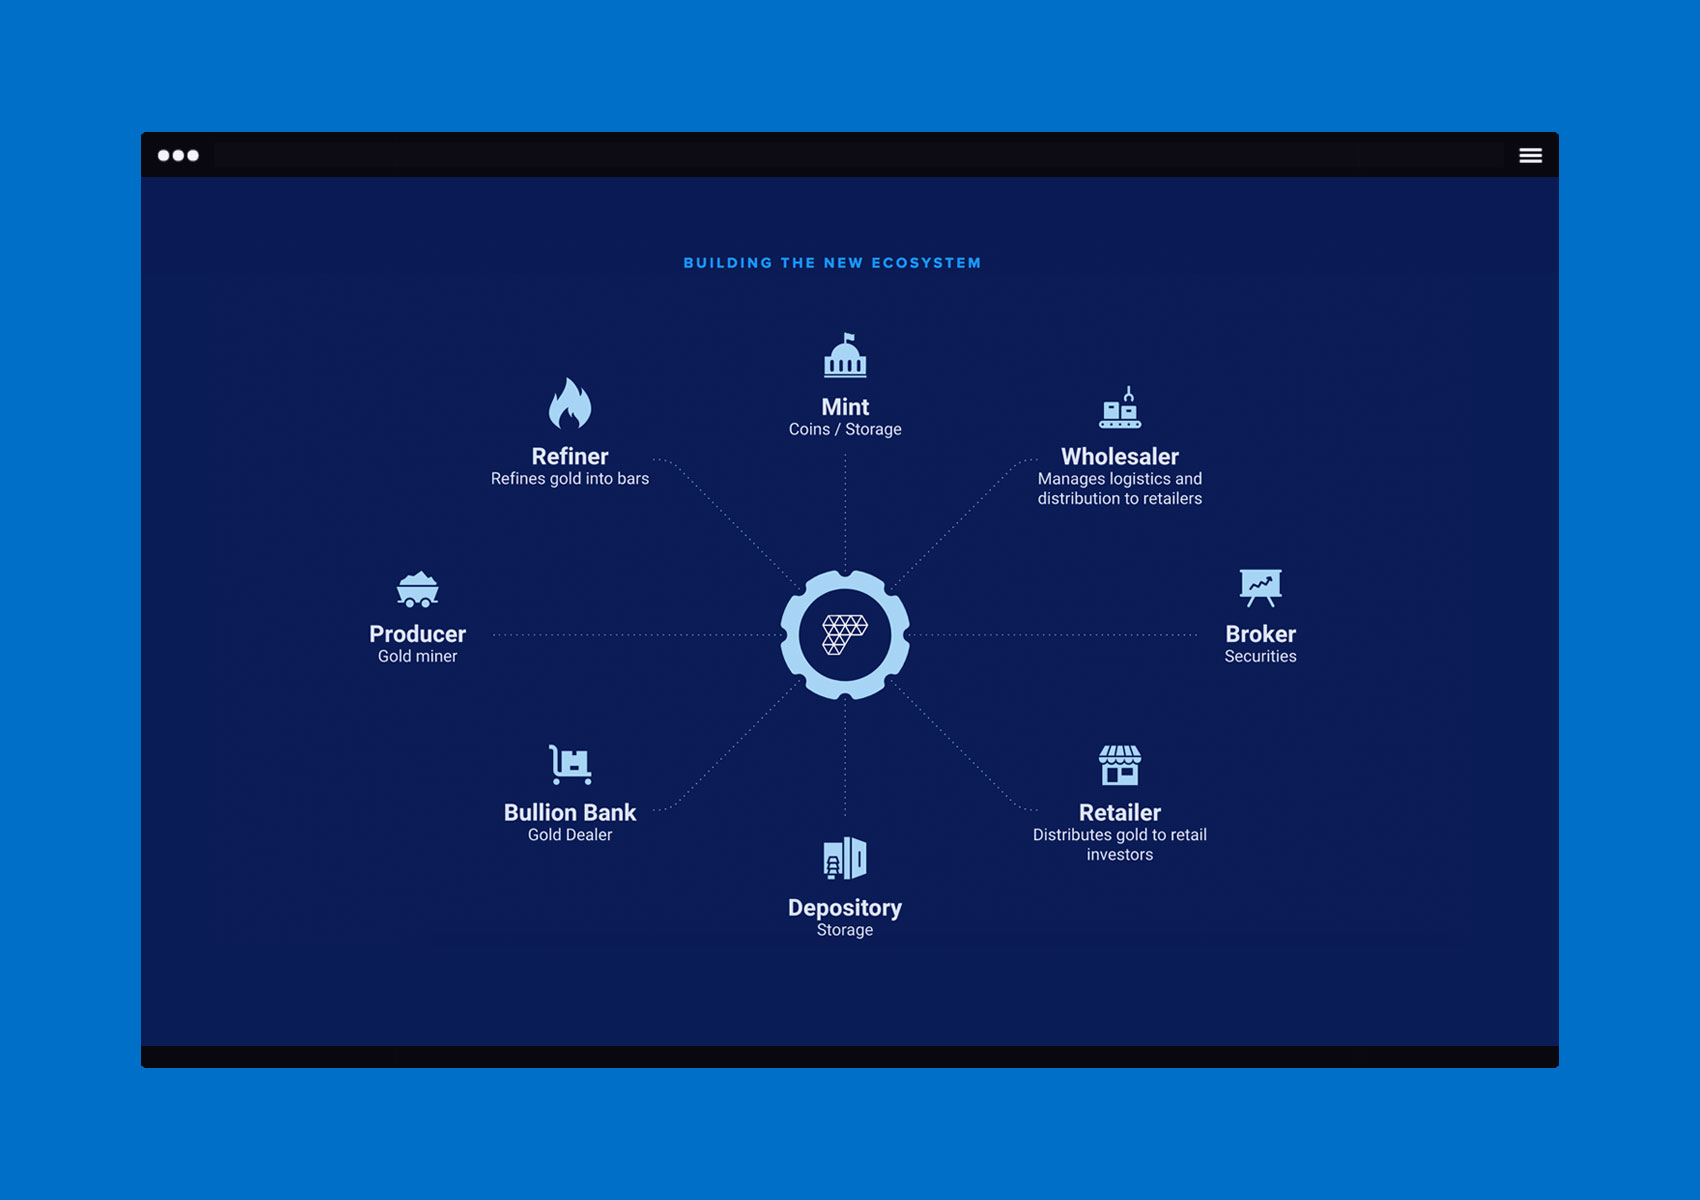 BUILDING THE NEW ECOSYSTEM
Mint
Coins / Storage
Refiner
Refines gold into bars
Wholesaler
Manages logistics and
distribution to retailers
Producer
Gold miner
Broker
Securities
Bullion Bank
Gold Dealer
Retailer
Distributes gold to retail
investors
Depository
Storage